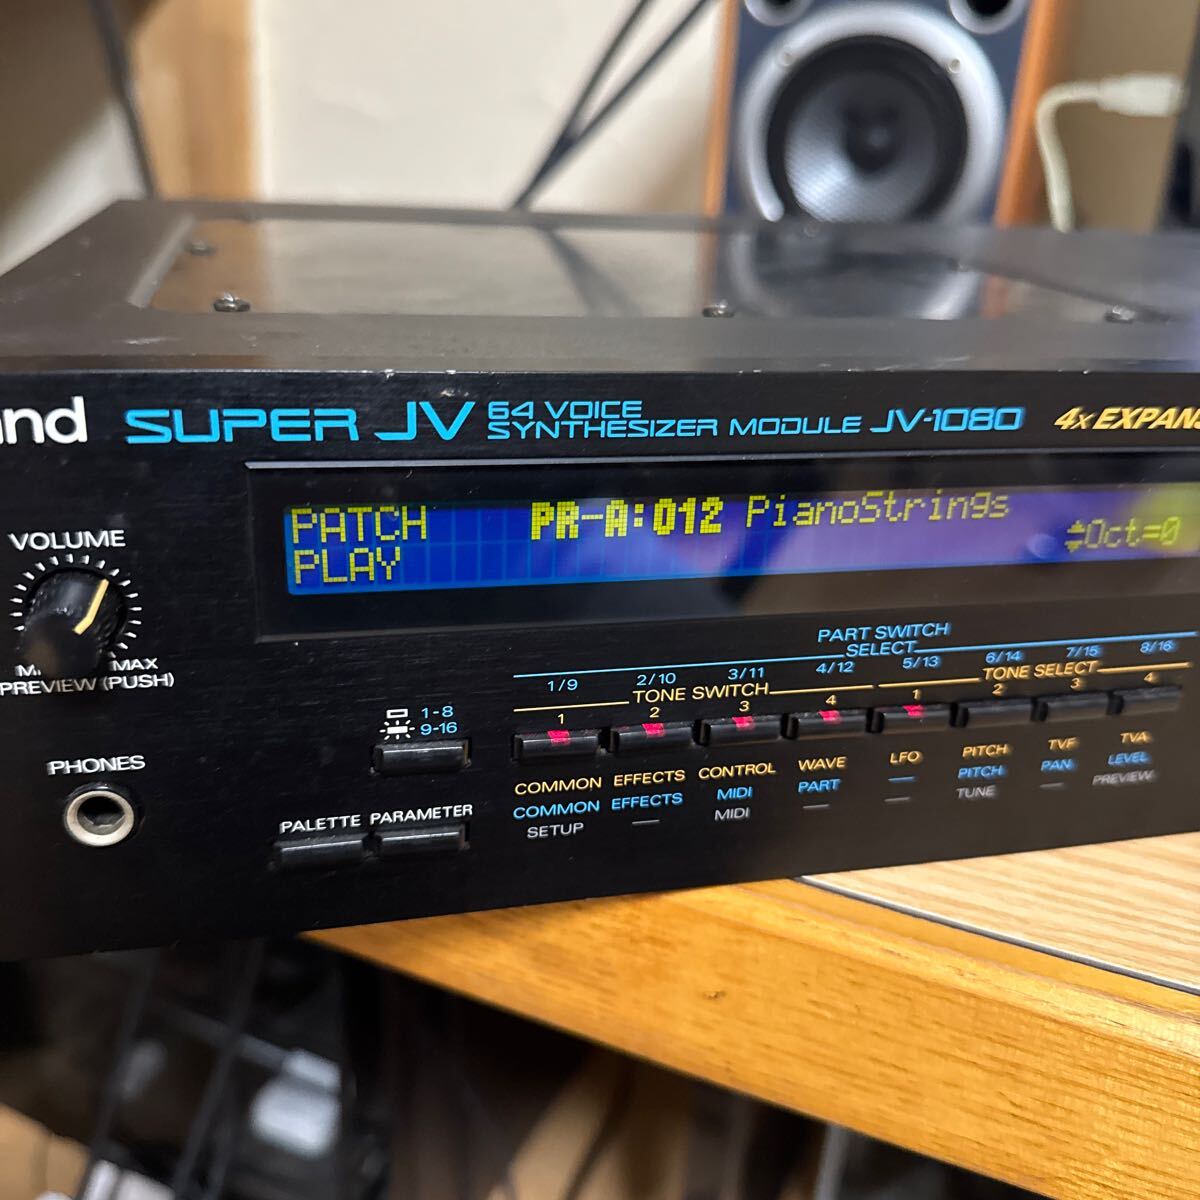 SUPER JV 64 VOICE SYNTHESIZER MODULE JV-1080
PATCH PR-A:012 PianoStrings
PLAY Oct=0
VOLUME
MAX
PREVIEW (PUSH)
PHONES
PART SWITCH
SELECT
1/9 2/10 3/11 4/12 5/13 6/14 7/15 8/16
TONE SWITCH TONE SELECT
1 2 3 4 1 2 3 4
1-8
9-16
COMMON EFFECTS CONTROL WAVE LFO PITCH TVF TVA
COMMON EFFECTS MIDI PART — PITCH PAN LEVEL
SETUP — MIDI — — TUNE — PREVIEW
PALETTE PARAMETER